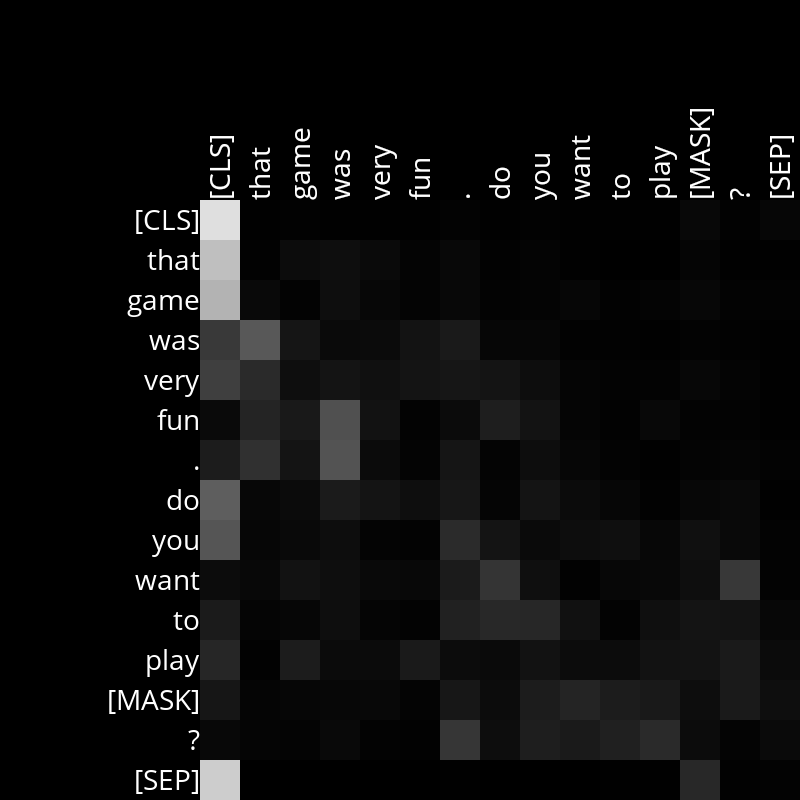 [CLS] that game was very fun . do you want to play [MASK] ? [SEP]
[CLS]
that
game
was
very
fun
.
do
you
want
to
play
[MASK]
?
[SEP]